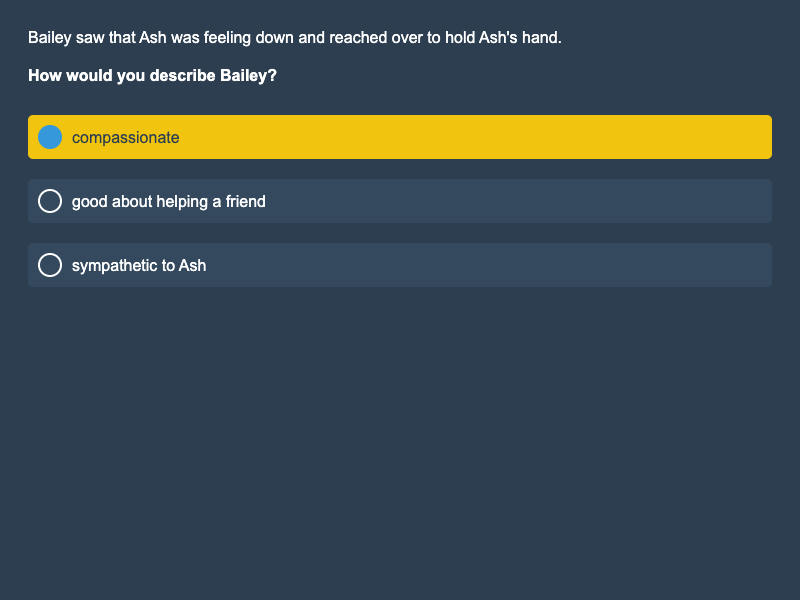 Bailey saw that Ash was feeling down and reached over to hold Ash's hand.
How would you describe Bailey?
compassionate
good about helping a friend
sympathetic to Ash